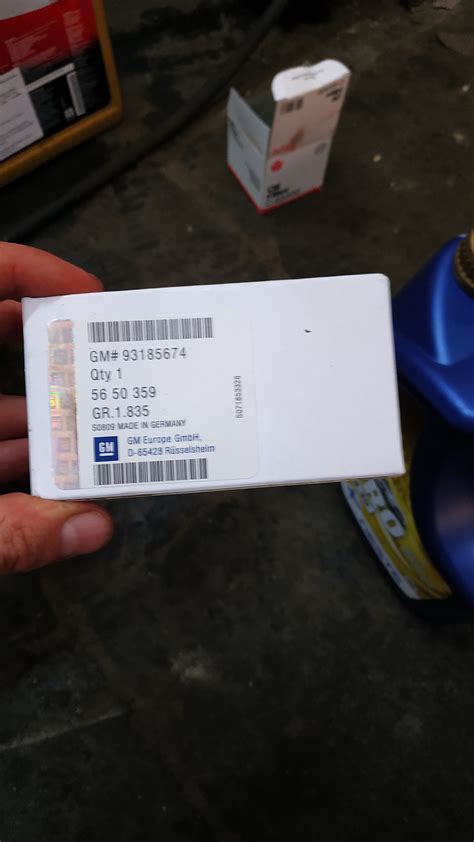 GM# 93185674
Qty 1
56 50 359
GR.1.835
S0809 MADE IN GERMANY
GM
GM Europe GmbH,
D-65428 Rüsselsheim